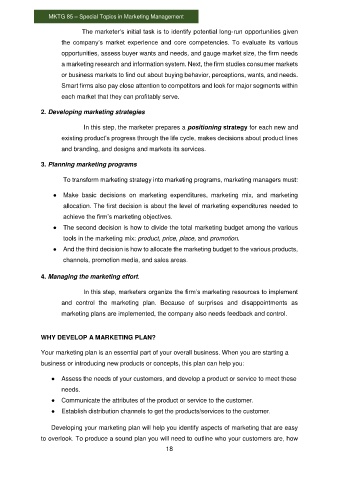 MKTG 85 – Special Topics in Marketing Management
The marketer's initial task is to identify potential long-run opportunities given
the company's market experience and core competencies. To evaluate its various
opportunities, assess buyer wants and needs, and gauge market size, the firm needs
a marketing research and information system. Next, the firm studies consumer markets
or business markets to find out about buying behavior, perceptions, wants, and needs.
Smart firms also pay close attention to competitors and look for major segments within
each market that they can profitably serve.
2. Developing marketing strategies
In this step, the marketer prepares a positioning strategy for each new and
existing product's progress through the life cycle, makes decisions about product lines
and branding, and designs and markets its services.
3. Planning marketing programs
To transform marketing strategy into marketing programs, marketing managers must:
● Make basic decisions on marketing expenditures, marketing mix, and marketing
allocation. The first decision is about the level of marketing expenditures needed to
achieve the firm's marketing objectives.
● The second decision is how to divide the total marketing budget among the various
tools in the marketing mix: product, price, place, and promotion.
● And the third decision is how to allocate the marketing budget to the various products,
channels, promotion media, and sales areas.
4. Managing the marketing effort.
In this step, marketers organize the firm's marketing resources to implement
and control the marketing plan. Because of surprises and disappointments as
marketing plans are implemented, the company also needs feedback and control.
WHY DEVELOP A MARKETING PLAN?
Your marketing plan is an essential part of your overall business. When you are starting a
business or introducing new products or concepts, this plan can help you:
● Assess the needs of your customers, and develop a product or service to meet those
needs.
● Communicate the attributes of the product or service to the customer.
● Establish distribution channels to get the products/services to the customer.
Developing your marketing plan will help you identify aspects of marketing that are easy
to overlook. To produce a sound plan you will need to outline who your customers are, how
18